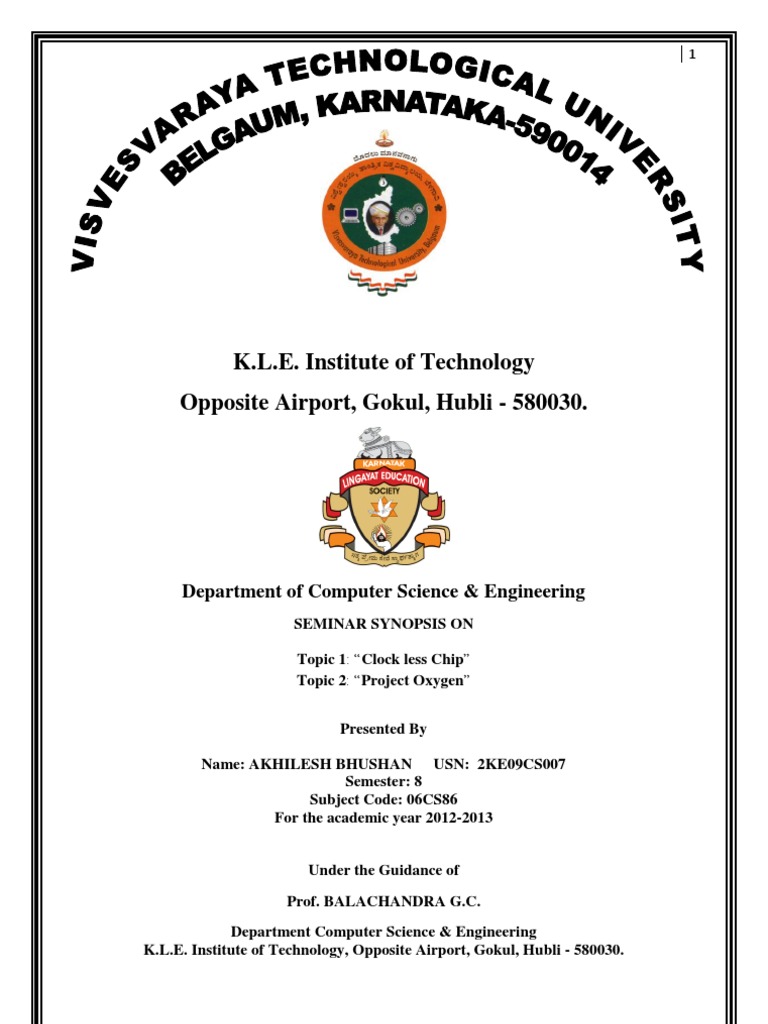 1
VISVESVARAYA TECHNOLOGICAL UNIVERSITY
BELGAUM, KARNATAKA-590014
Visvesvaraya Technological University, Belgaum
K.L.E. Institute of Technology
Opposite Airport, Gokul, Hubli - 580030.
KARNATAK
LINGAYAT EDUCATION
SOCIETY
Department of Computer Science & Engineering
SEMINAR SYNOPSIS ON
Topic 1: “Clock less Chip”
Topic 2: “Project Oxygen”
Presented By
Name: AKHILESH BHUSHAN USN: 2KE09CS007
Semester: 8
Subject Code: 06CS86
For the academic year 2012-2013
Under the Guidance of
Prof. BALACHANDRA G.C.
Department Computer Science & Engineering
K.L.E. Institute of Technology, Opposite Airport, Gokul, Hubli - 580030.